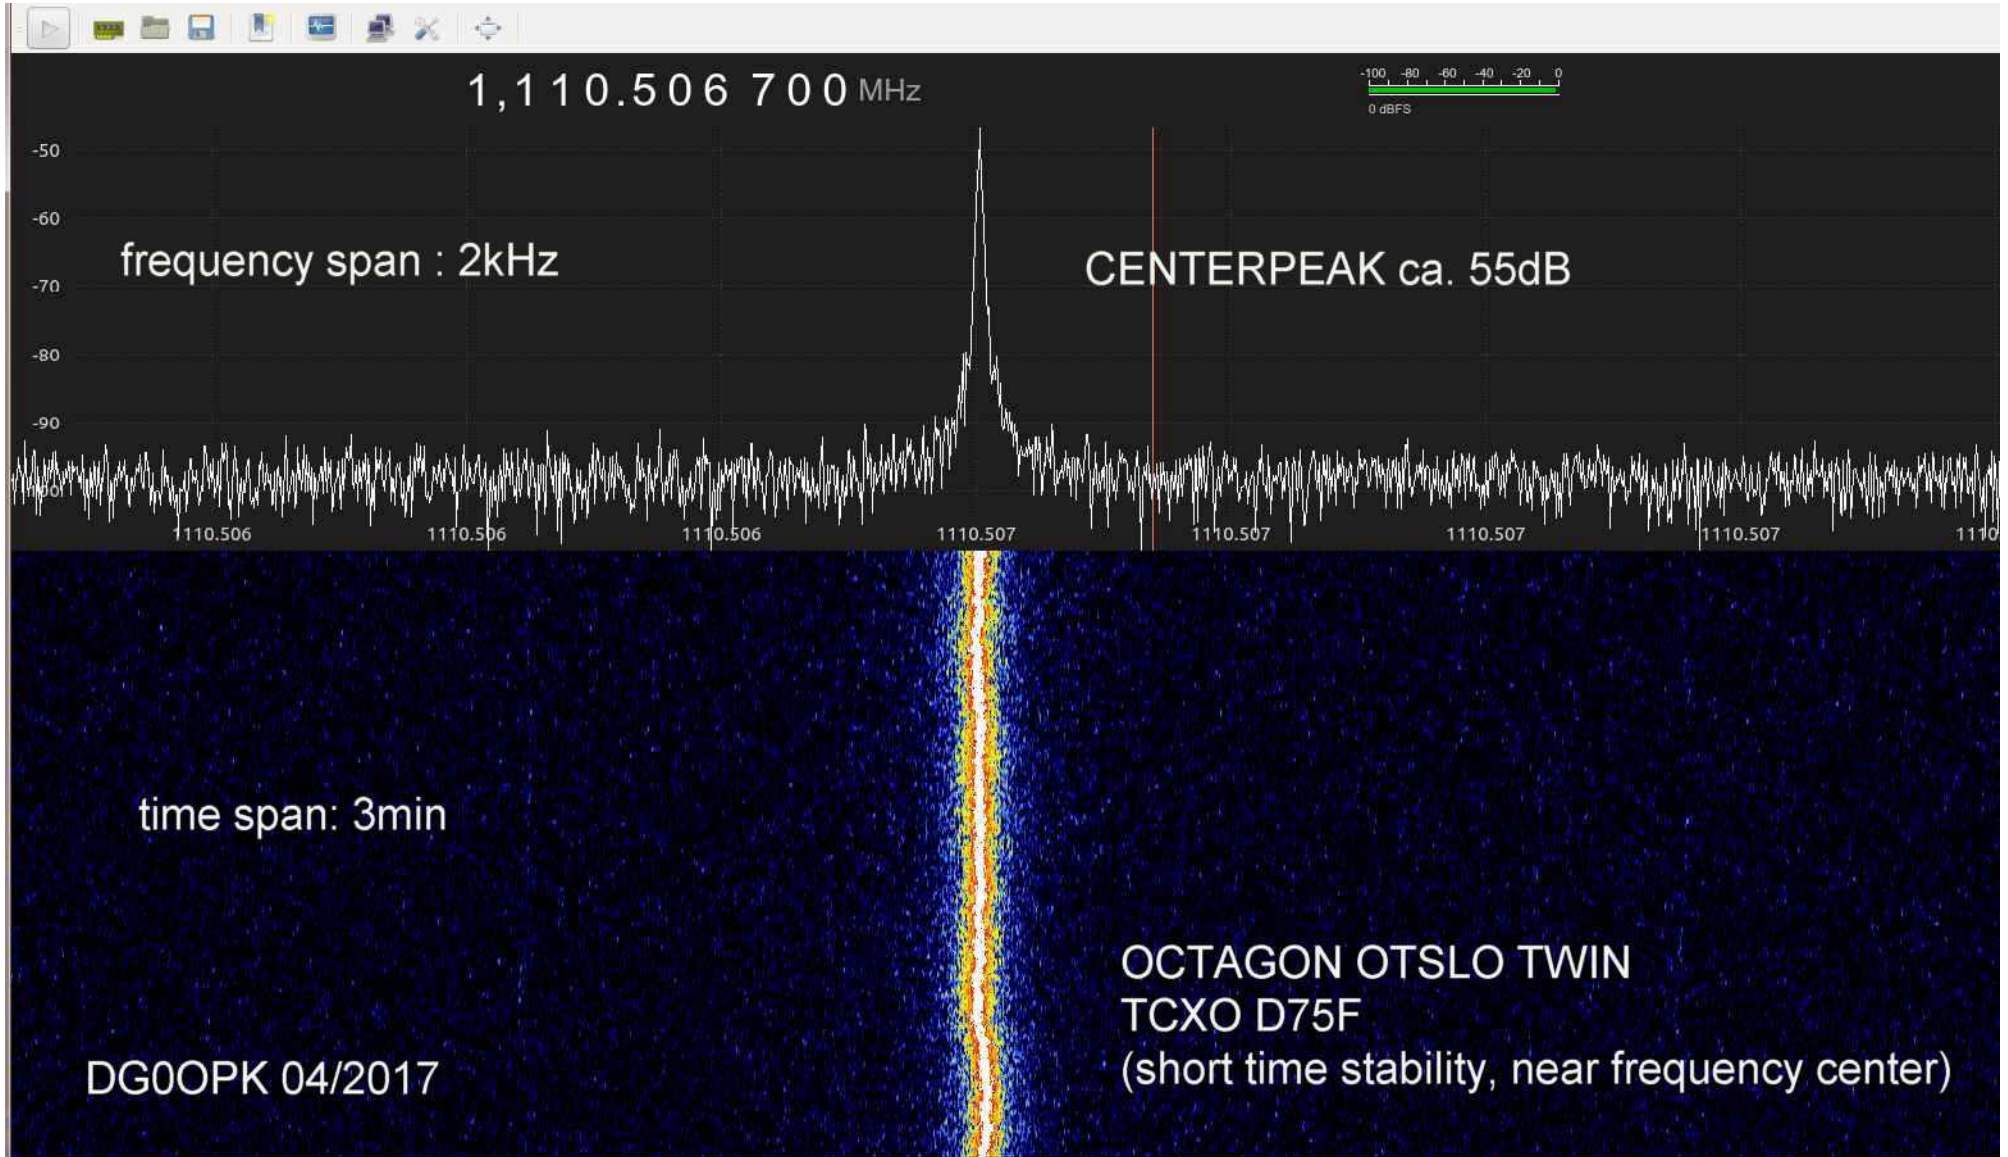 1,110.506 700 MHz
-100 -80 -60 -40 -20 0
0 dBFS
-50
-60
frequency span : 2kHz
CENTERPEAK ca. 55dB
-70
-80
-90
1110.506 1110.506 1110.506 1110.507 1110.507 1110.507 1110.507
time span: 3min
OCTAGON OTSLO TWIN
TCXO D75F
(short time stability, near frequency center)
DG0OPK 04/2017